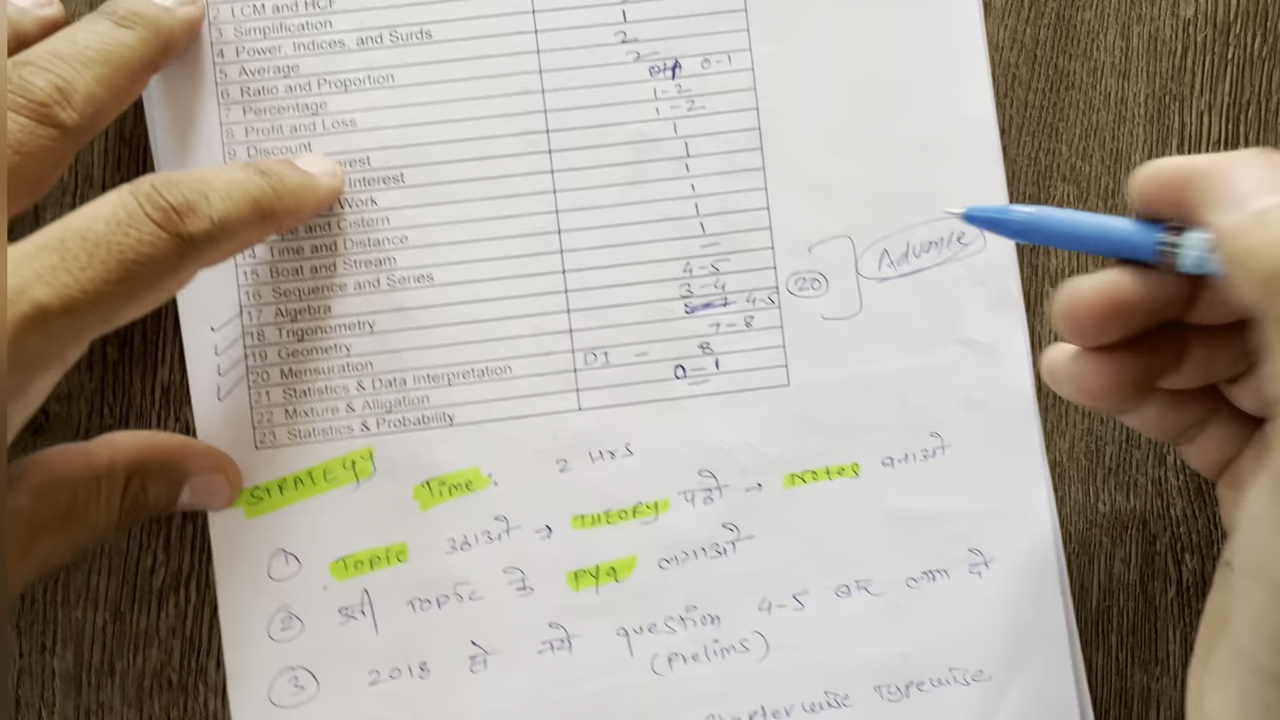 2 LCM and HCF
3 Simplification 1
4 Power, Indices, and Surds 2
5 Average 2
6 Ratio and Proportion 0-1
7 Percentage 1-2
8 Profit and Loss 1-2
9 Discount 1
erest 1
Interest 1
Work 1
and Cistern 1
14. Time and Distance 1
15 Boat and Stream —
16 Sequence and Series
17 Algebra 4-5
18. Trigonometry 3-4
19. Geometry 4-5
20 Mensuration 7-8
21 Statistics & Data Interpretation DI - 8
22 Mixture & Alligation 0-1
23 Statistics & Probability
20 Advance
STRATEGY Time: 2 Hrs
① Topic उठाओ → THEORY पढो → Notes बनाओ
② उसी TOPIC के PYQ लगाओ
③ 2018 से नये question 4-5 बार लगा दो
(Prelims)
chapterwise Typewise